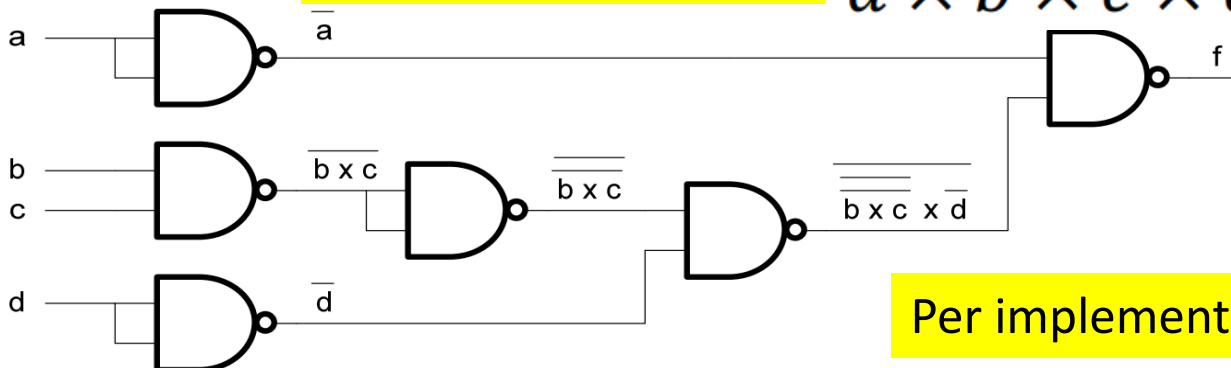 a × b × c ×
a
a̅
f
b
c
b x c
b x c
b x c x d
d
d̅
Per implement